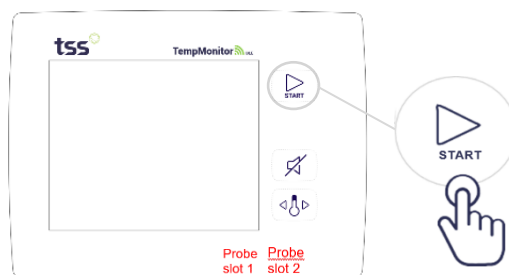 tss
TempMonitor
START
START
Probe Probe
slot 1 slot 2